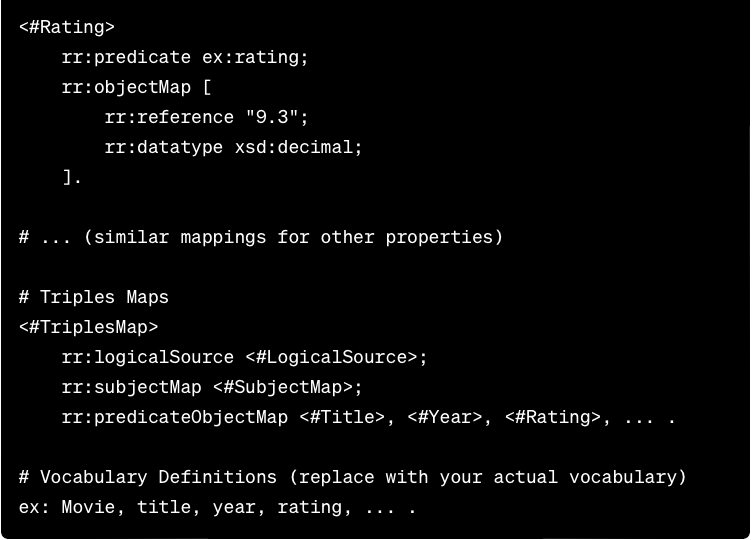 <#Rating>
    rr:predicate ex:rating;
    rr:objectMap [
        rr:reference "9.3";
        rr:datatype xsd:decimal;
    ].

# ... (similar mappings for other properties)

# Triples Maps
<#TriplesMap>
    rr:logicalSource <#LogicalSource>;
    rr:subjectMap <#SubjectMap>;
    rr:predicateObjectMap <#Title>, <#Year>, <#Rating>, ... .

# Vocabulary Definitions (replace with your actual vocabulary)
ex: Movie, title, year, rating, ... .